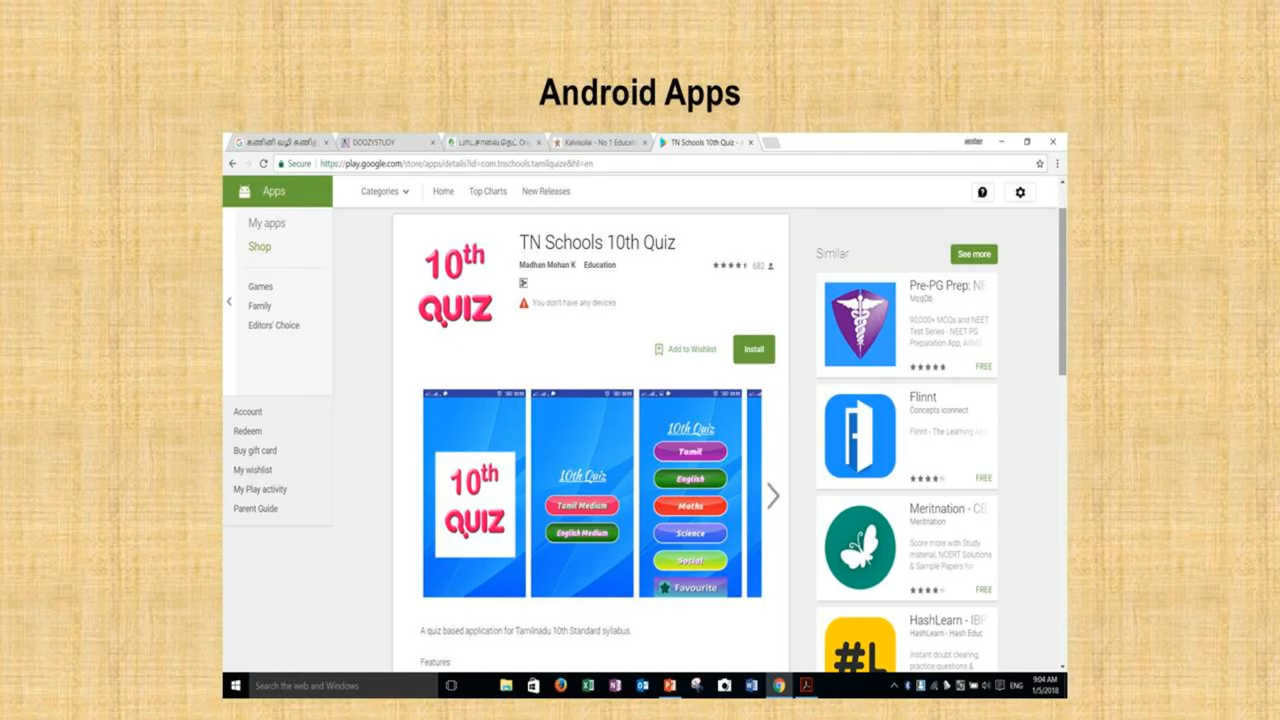 Android Apps
DOOZYSTUDY
Kalvisolai - No 1 Educati
TN Schools 10th Quiz - A
Secure
https://play.google.com/store/apps/details?id=com.tnschools.tamilquize&hl=en
Apps
Categories
Home
Top Charts
New Releases
My apps
Shop
Games
Family
Editors' Choice
Account
Redeem
Buy gift card
My wishlist
My Play activity
Parent Guide
10th
QUIZ
TN Schools 10th Quiz
Madhan Mohan K Education
682
You don't have any devices
Add to Wishlist
Install
10th
QUIZ
10th Quiz
Tamil Medium
English Medium
10th Quiz
Tamil
English
Maths
Science
Social
Favourite
A quiz based application for Tamilnadu 10th Standard syllabus.
Features:
Similar
See more
Pre-PG Prep: NE
McqDb
90,000+ MCQs and NEET
Test Series - NEET PG
Preparation App, AIIMS,
FREE
Flinnt
Concepts iconnect
Flinnt - The Learning Ap
FREE
Meritnation - CB
Meritnation
Score more with Study
material, NCERT Solutions
& Sample Papers for
FREE
#L
HashLearn - IBP
HashLearn - Hash Educ
Instant doubt clearing,
practice questions &
Search the web and Windows
ENG
9:04 AM
1/5/2018